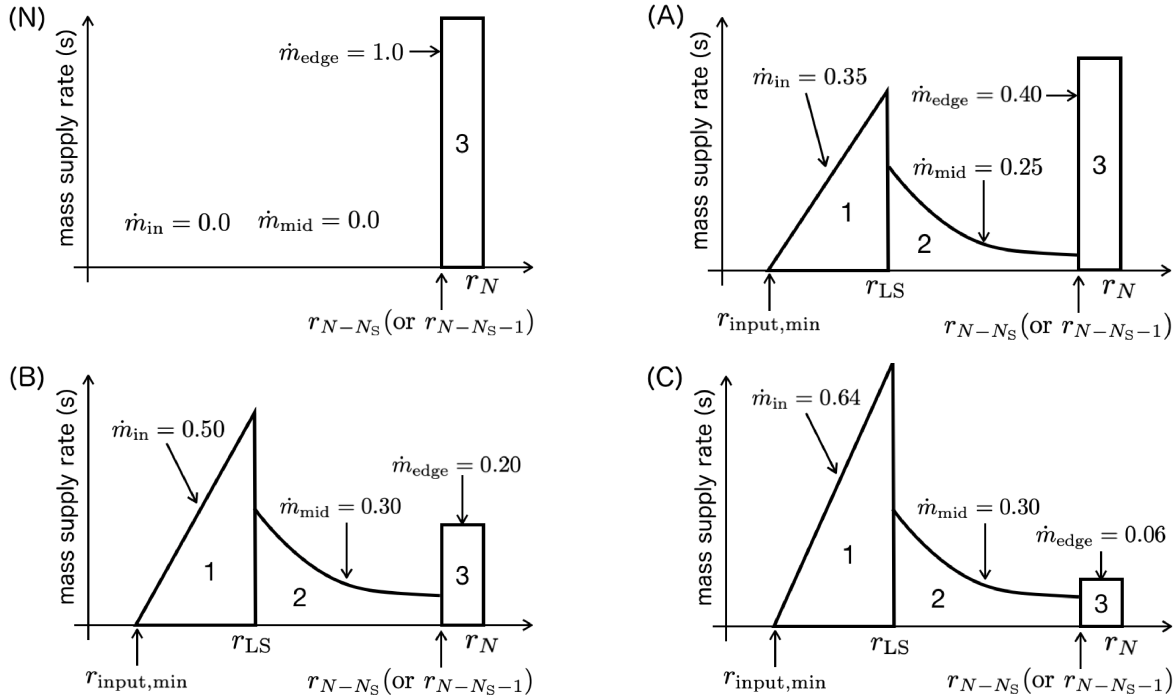 (N)
mass supply rate (s)
ṁ_edge = 1.0
3
ṁ_in = 0.0
ṁ_mid = 0.0
r_N
r_{N−N_S}(or r_{N−N_S−1})
(A)
mass supply rate (s)
ṁ_in = 0.35
ṁ_edge = 0.40
ṁ_mid = 0.25
1
2
3
r_LS
r_N
r_input,min
r_{N−N_S}(or r_{N−N_S−1})
(B)
mass supply rate (s)
ṁ_in = 0.50
ṁ_edge = 0.20
ṁ_mid = 0.30
1
2
3
r_LS
r_N
r_input,min
r_{N−N_S}(or r_{N−N_S−1})
(C)
mass supply rate (s)
ṁ_in = 0.64
ṁ_mid = 0.30
ṁ_edge = 0.06
1
2
3
r_LS
r_N
r_input,min
r_{N−N_S}(or r_{N−N_S−1})